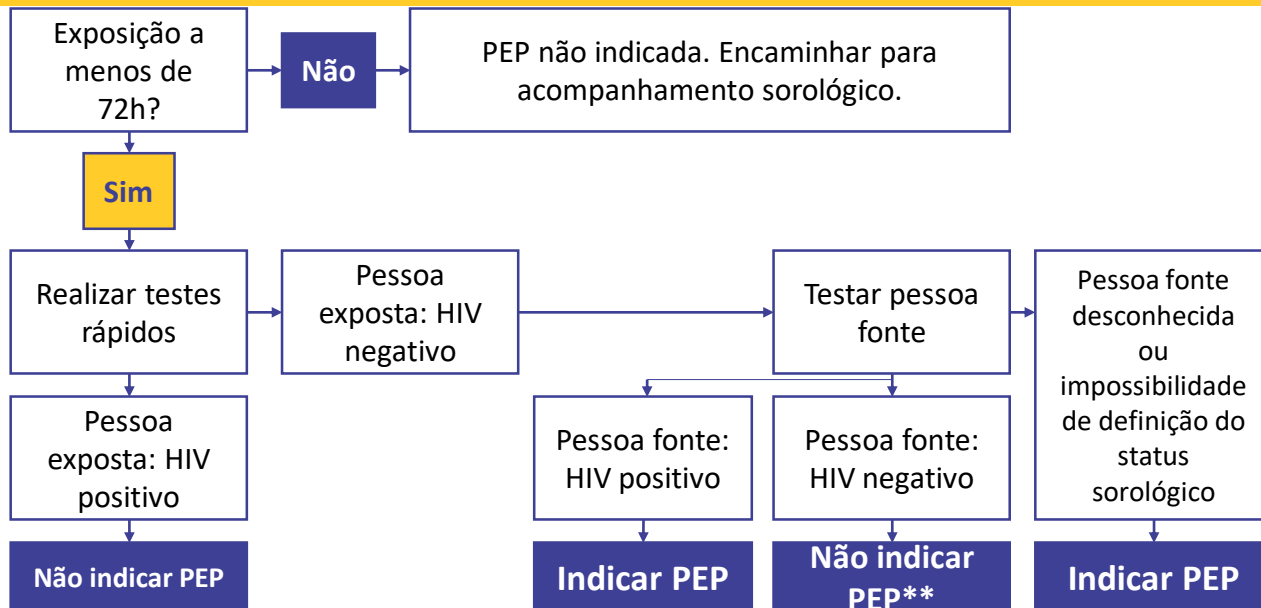 Exposição a
menos de
72h?
Não
PEP não indicada. Encaminhar para
acompanhamento sorológico.
Sim
Realizar testes
rápidos
Pessoa
exposta: HIV
negativo
Testar pessoa
fonte
Pessoa fonte
desconhecida
ou
impossibilidade
de definição do
status
sorológico
Pessoa
exposta: HIV
positivo
Pessoa fonte:
HIV positivo
Pessoa fonte:
HIV negativo
Não indicar PEP
Indicar PEP
Não indicar
PEP**
Indicar PEP